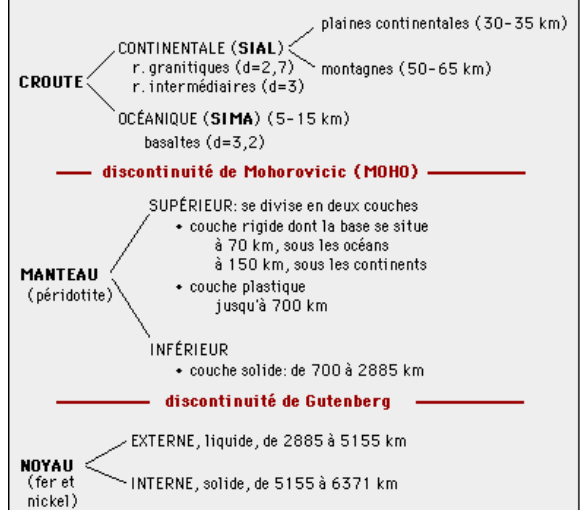 plaines continentales (30-35 km)
CONTINENTALE (SIAL)
r. granitiques (d=2,7)
montagnes (50-65 km)
r. intermédiaires (d=3)
CROUTE
OCÉANIQUE (SIMA) (5-15 km)
basaltes (d=3,2)
discontinuité de Mohorovicic (MOHO)
SUPÉRIEUR: se divise en deux couches
• couche rigide dont la base se situe
à 70 km, sous les océans
à 150 km, sous les continents
MANTEAU
(péridotite)
• couche plastique
jusqu'à 700 km
INFÉRIEUR
• couche solide: de 700 à 2885 km
discontinuité de Gutenberg
EXTERNE, liquide, de 2885 à 5155 km
NOYAU
(fer et
nickel)
INTERNE, solide, de 5155 à 6371 km